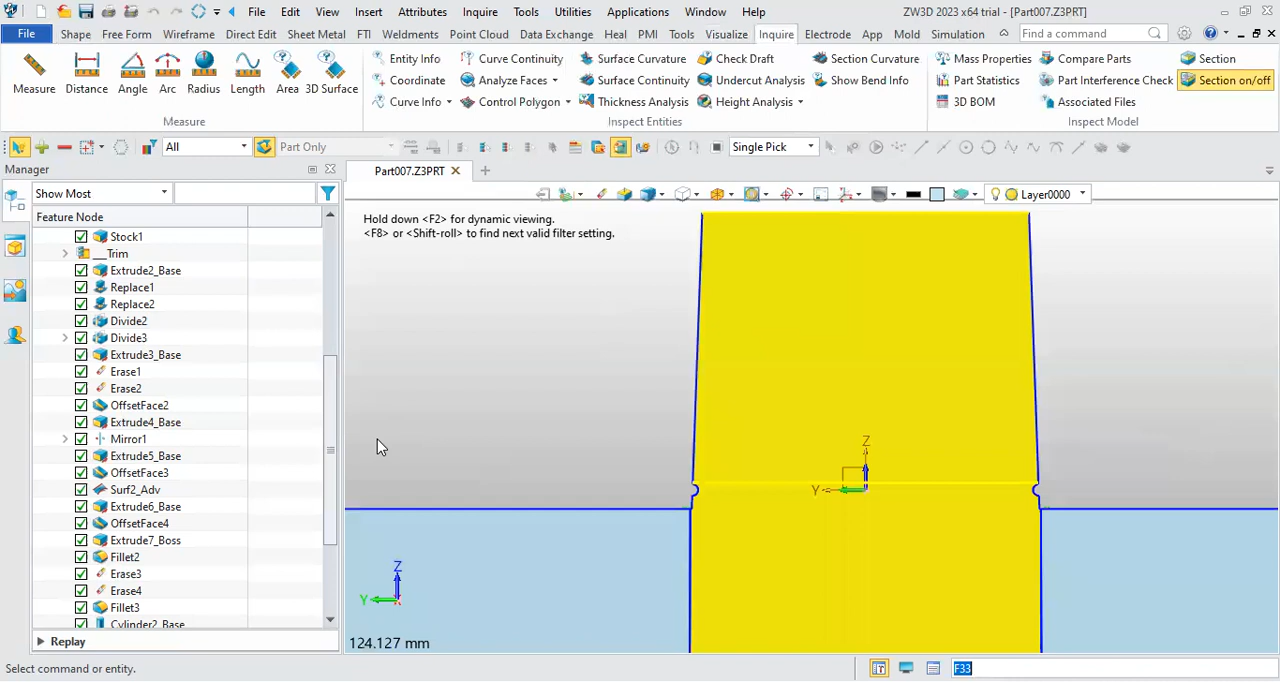 File Edit View Insert Attributes Inquire Tools Utilities Applications Window Help ZW3D 2023 x64 trial - [Part007.Z3PRT]
File Shape Free Form Wireframe Direct Edit Sheet Metal FTI Weldments Point Cloud Data Exchange Heal PMI Tools Visualize Inquire Electrode App Mold Simulation Find a command
Entity Info Curve Continuity Surface Curvature Check Draft Section Curvature Mass Properties Compare Parts Section
Coordinate Analyze Faces Surface Continuity Undercut Analysis Show Bend Info Part Statistics Part Interference Check Section on/off
Measure Distance Angle Arc Radius Length Area 3D Surface
Curve Info Control Polygon Thickness Analysis Height Analysis 3D BOM Associated Files
Measure Inspect Entities Inspect Model
All Part Only Single Pick
Manager Part007.Z3PRT
Show Most Layer0000
Feature Node
Hold down <F2> for dynamic viewing.
<F8> or <Shift-roll> to find next valid filter setting.
Stock1
__Trim
Extrude2_Base
Replace1
Replace2
Divide2
Divide3
Extrude3_Base
Erase1
Erase2
OffsetFace2
Extrude4_Base
Mirror1
Extrude5_Base
OffsetFace3
Surf2_Adv
Extrude6_Base
OffsetFace4
Extrude7_Boss
Fillet2
Erase3
Erase4
Fillet3
Cylinder2_Base
Z
Y
Z
Y
X
Replay
124.127 mm
Select command or entity. F33